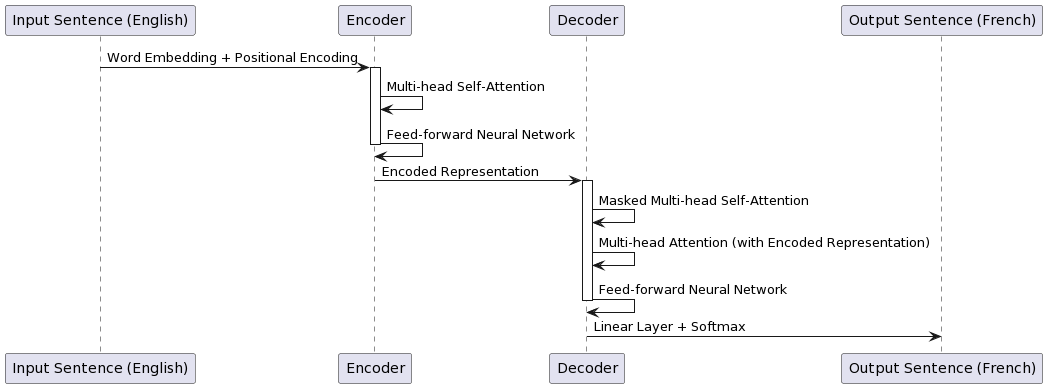 Input Sentence (English)
Encoder
Decoder
Output Sentence (French)
Word Embedding + Positional Encoding
Multi-head Self-Attention
Feed-forward Neural Network
Encoded Representation
Masked Multi-head Self-Attention
Multi-head Attention (with Encoded Representation)
Feed-forward Neural Network
Linear Layer + Softmax
Input Sentence (English)
Encoder
Decoder
Output Sentence (French)